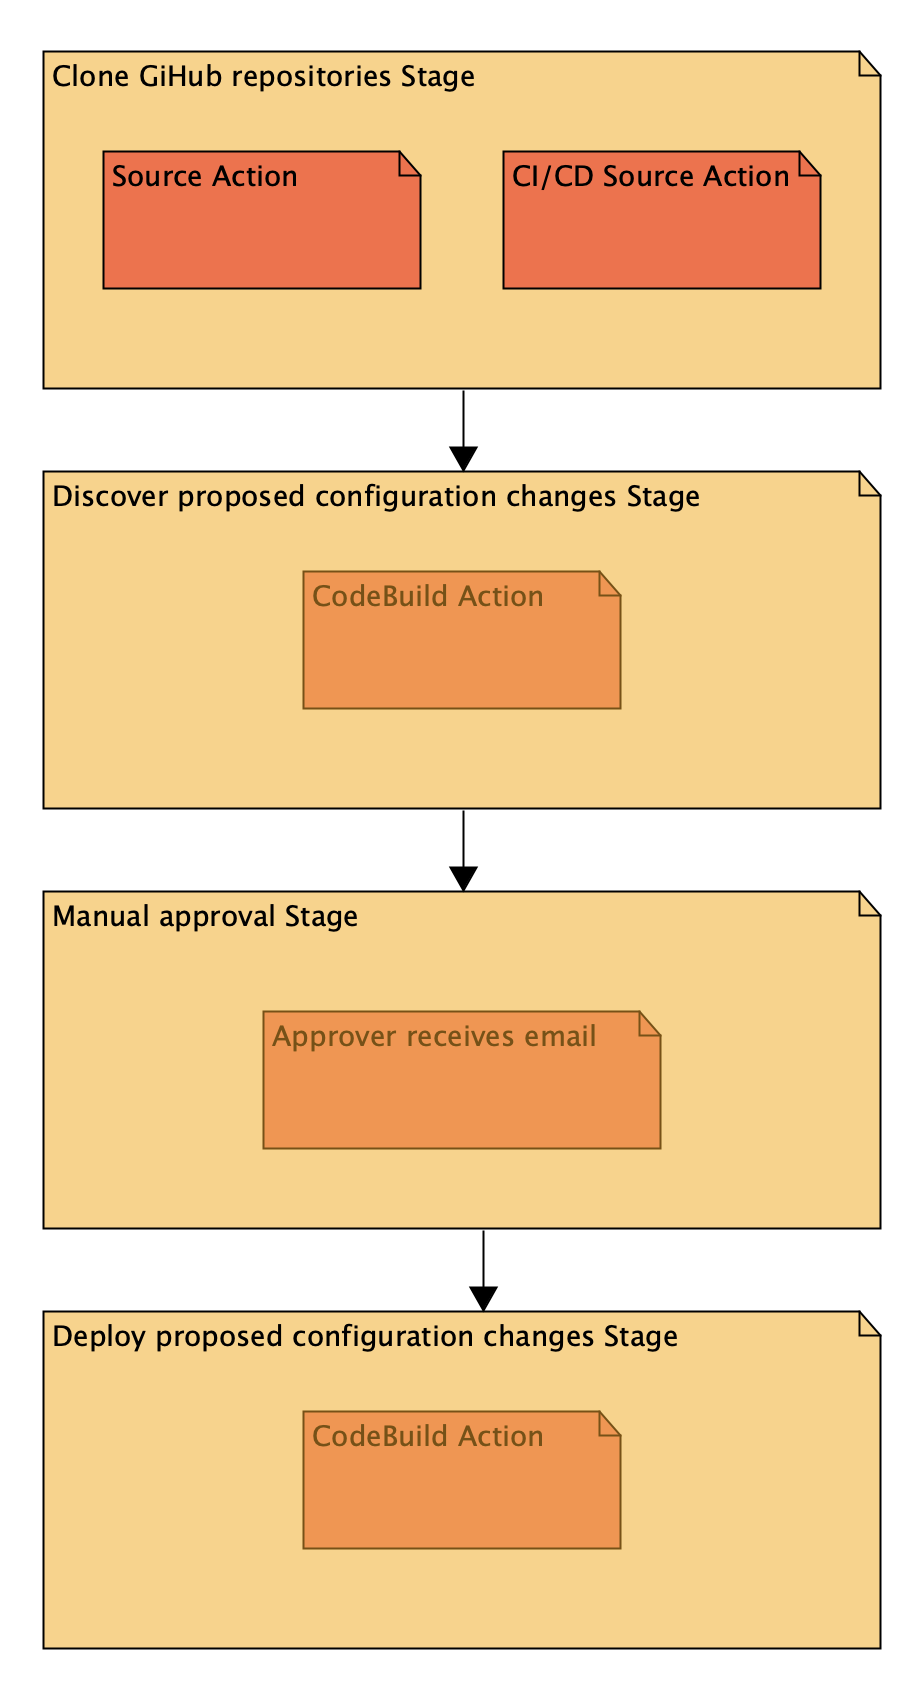 Clone GiHub repositories Stage
Source Action
CI/CD Source Action
Discover proposed configuration changes Stage
CodeBuild Action
Manual approval Stage
Approver receives email
Deploy proposed configuration changes Stage
CodeBuild Action